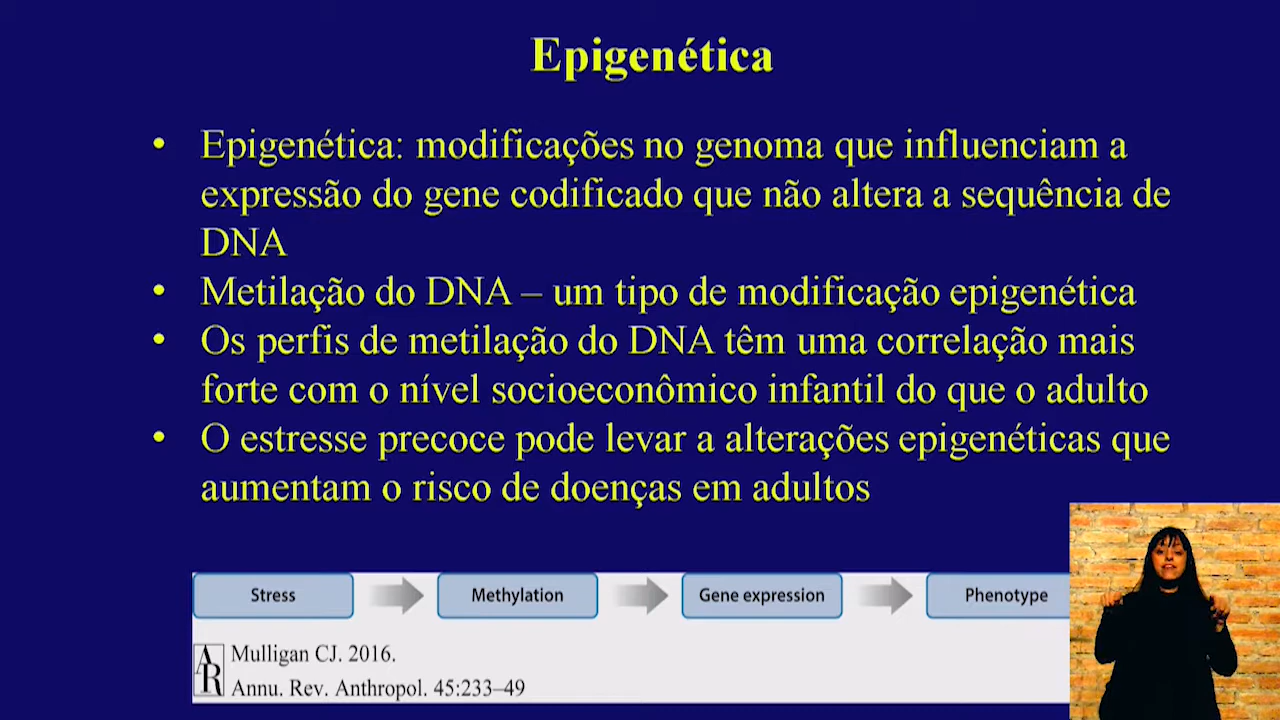 Epigenética
• Epigenética: modificações no genoma que influenciam a
expressão do gene codificado que não altera a sequência de
DNA
• Metilação do DNA – um tipo de modificação epigenética
• Os perfis de metilação do DNA têm uma correlação mais
forte com o nível socioeconômico infantil do que o adulto
• O estresse precoce pode levar a alterações epigenéticas que
aumentam o risco de doenças em adultos
Stress Methylation Gene expression Phenotype
AR Mulligan CJ. 2016.
Annu. Rev. Anthropol. 45:233–49